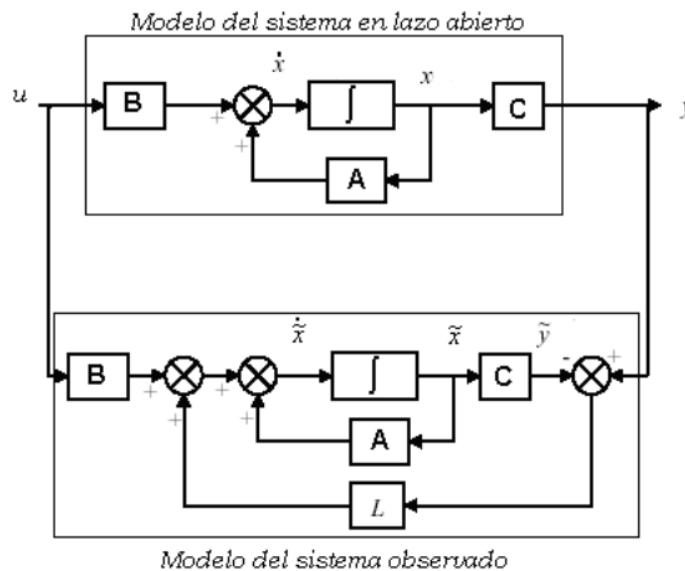 Modelo del sistema en lazo abierto
u
B
+
+
ẋ
∫
x
C
A
B
+
+
+
+
x̃̇
∫
x̃
C
ỹ
-
+
A
L
Modelo del sistema observado